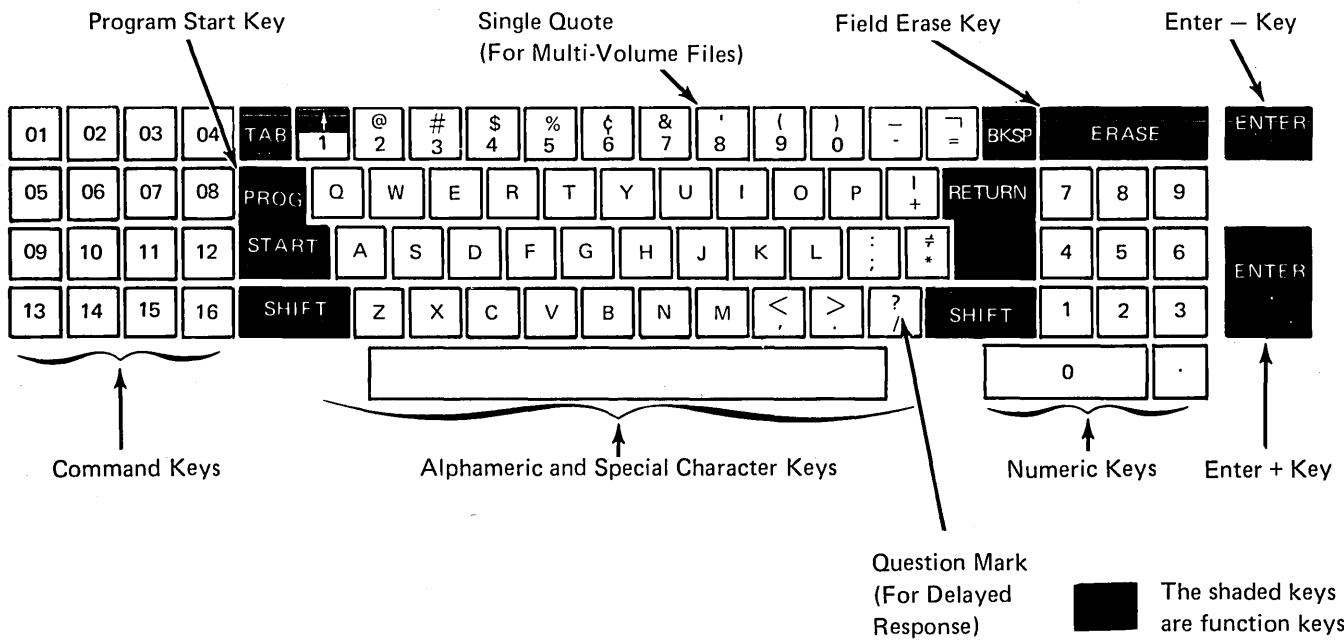 Program Start Key
Single Quote
(For Multi-Volume Files)
Field Erase Key
Enter — Key
01 02 03 04 TAB ↑ 1 @ 2 # 3 $ 4 % 5 ¢ 6 & 7 ' 8 ( 9 ) 0 — - ¬ = BKSP ERASE ENTER
05 06 07 08 PROG Q W E R T Y U I O P | + RETURN 7 8 9
09 10 11 12 START A S D F G H J K L : ; ≠ * 4 5 6 ENTER
13 14 15 16 SHIFT Z X C V B N M < , > . ? / SHIFT 1 2 3
0 .
Command Keys
Alphameric and Special Character Keys
Numeric Keys
Enter + Key
Question Mark
(For Delayed
Response)
The shaded keys
are function keys